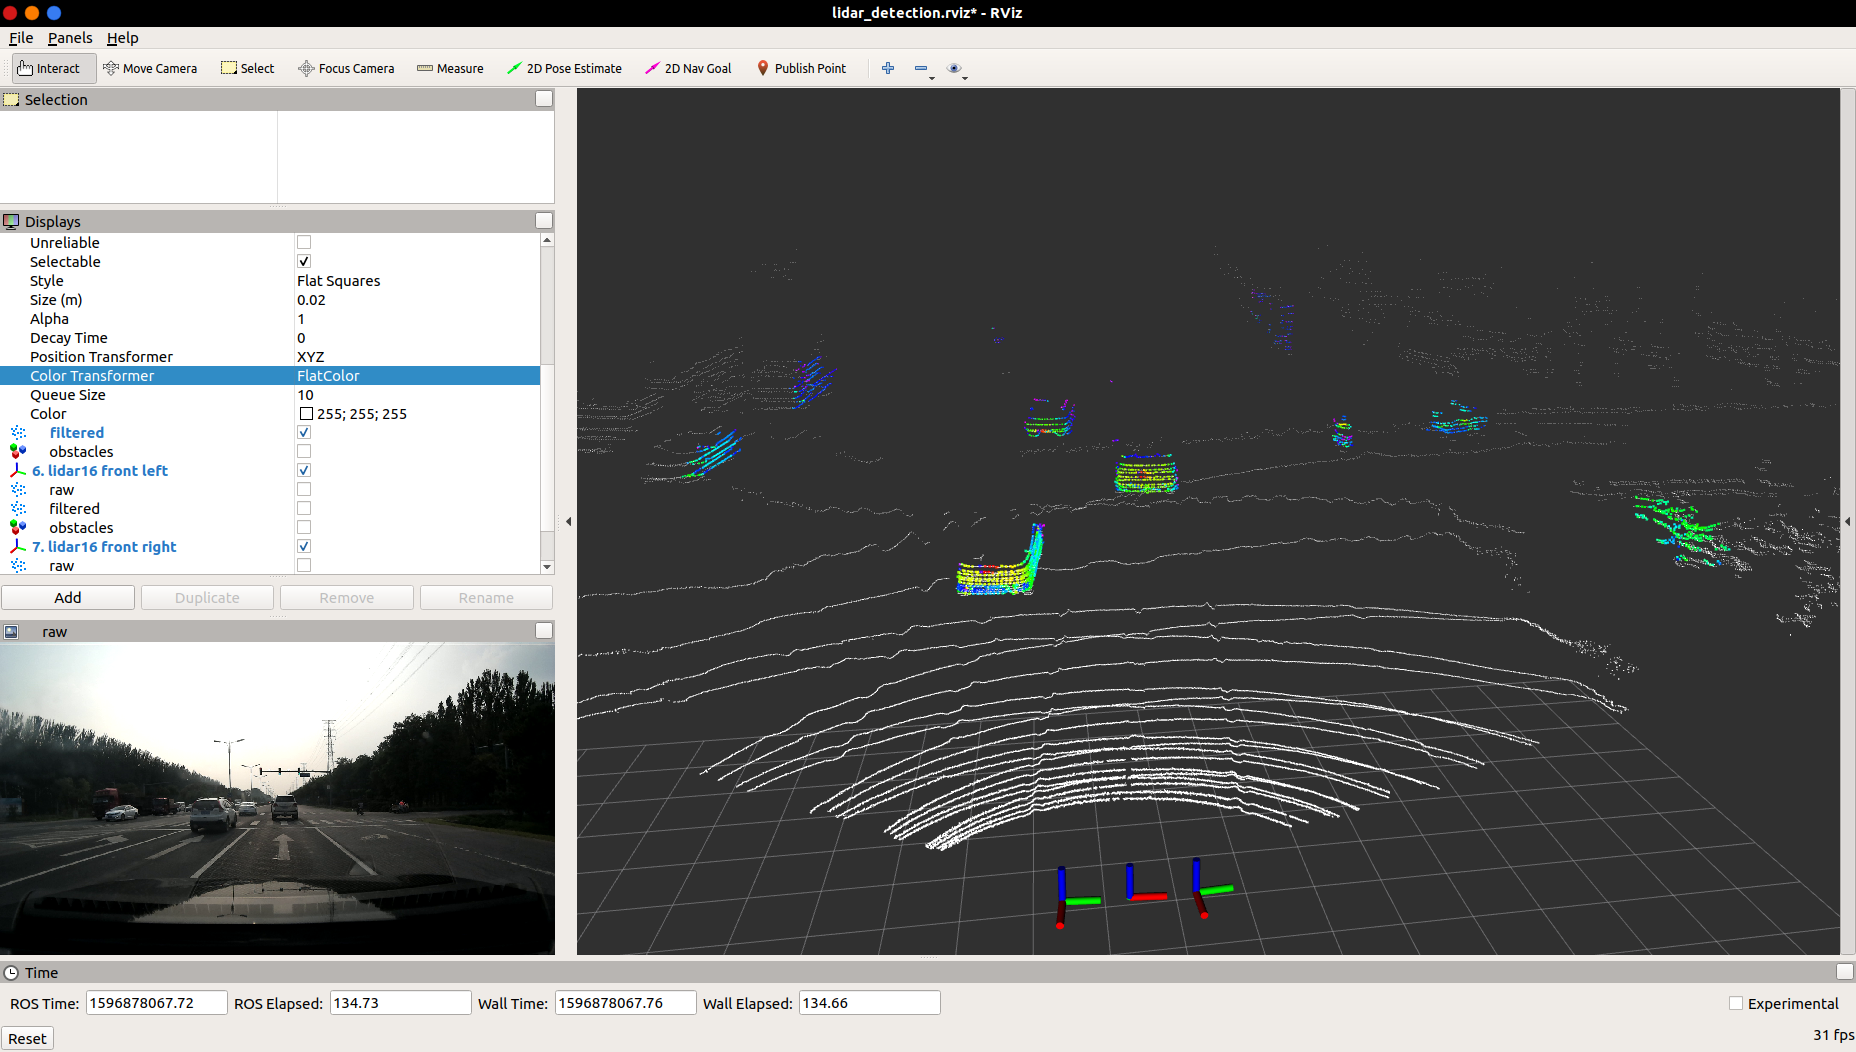 lidar_detection.rviz* - RViz
File Panels Help
Interact Move Camera Select Focus Camera Measure 2D Pose Estimate 2D Nav Goal Publish Point
Selection
Displays
Unreliable
Selectable
Style Flat Squares
Size (m) 0.02
Alpha 1
Decay Time 0
Position Transformer XYZ
Color Transformer FlatColor
Queue Size 10
Color 255; 255; 255
filtered
obstacles
6. lidar16 front left
raw
filtered
obstacles
7. lidar16 front right
raw
Add Duplicate Remove Rename
raw
Time
ROS Time: 1596878067.72 ROS Elapsed: 134.73 Wall Time: 1596878067.76 Wall Elapsed: 134.66 Experimental
Reset 31 fps